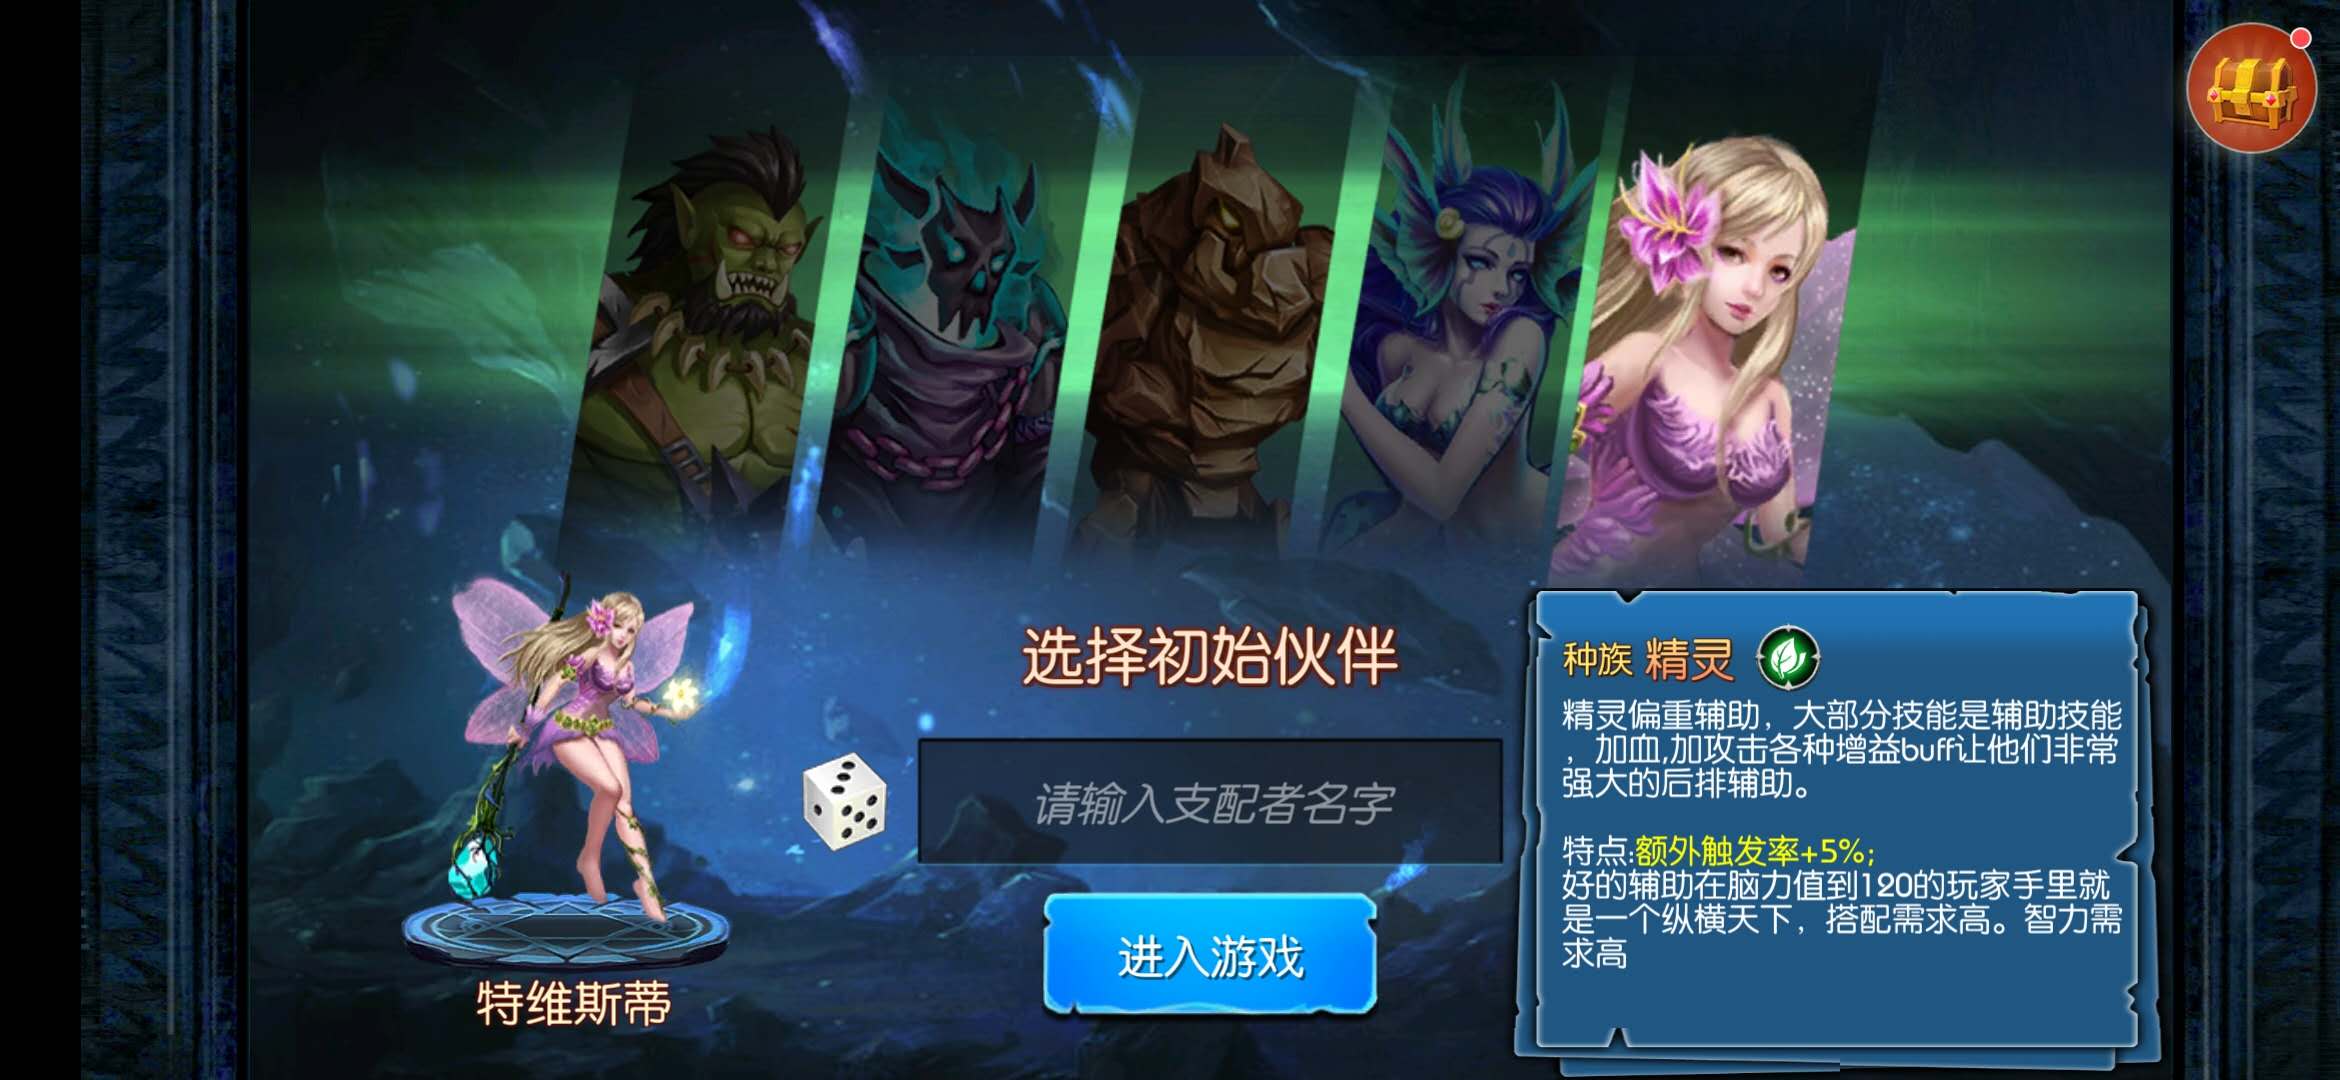 选择初始伙伴
请输入支配者名字
进入游戏
特维斯蒂
种族 精灵
精灵偏重辅助，大部分技能是辅助技能
，加血,加攻击各种增益buff让他们非常
强大的后排辅助。
特点:额外触发率+5%;
好的辅助在脑力值到120的玩家手里就
是一个纵横天下，搭配需求高。智力需
求高